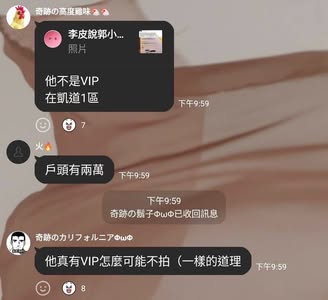 奇跡の高度雞味🐔🐔
李皮說郭小...
照片
他不是VIP
在凱道1區
下午9:59
7
火🔥
戶頭有兩萬
下午9:59
下午9:59
奇跡の鬍子ΦωΦ已收回訊息
奇跡のカリフォルニアΦωΦ
他真有VIP怎麼可能不拍（一樣的道理
下午9:59
8